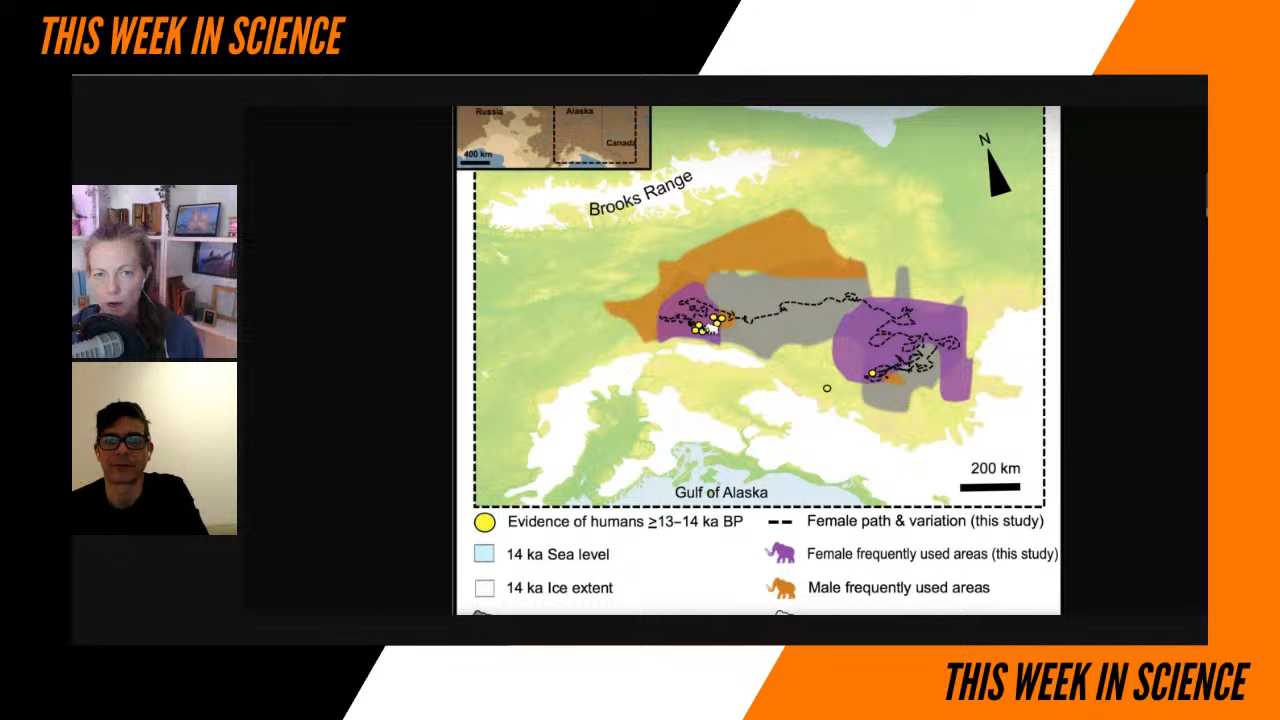 THIS WEEK IN SCIENCE
Russia
Alaska
Canada
400 km
N
Brooks Range
200 km
Gulf of Alaska
Evidence of humans ≥13–14 ka BP
14 ka Sea level
14 ka Ice extent
Female path & variation (this study)
Female frequently used areas (this study)
Male frequently used areas
THIS WEEK IN SCIENCE